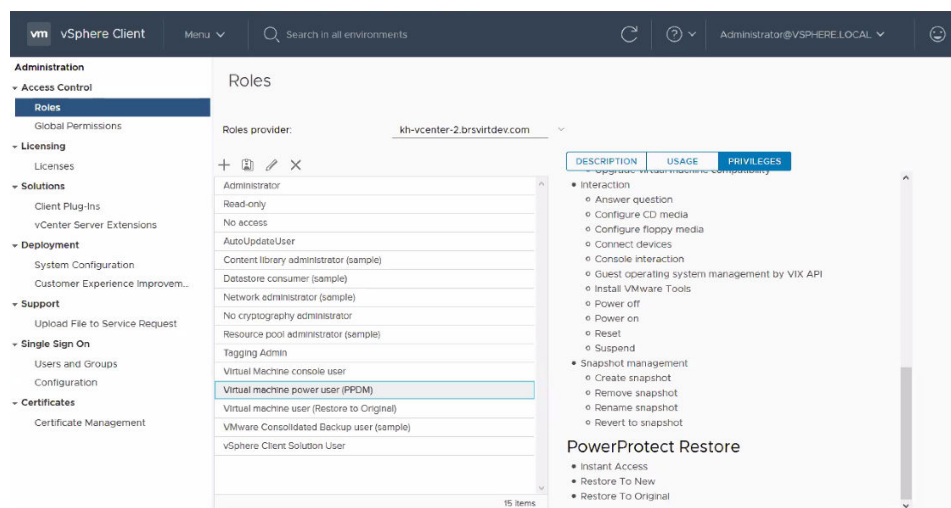 vm vSphere Client Menu Search in all environments Administrator@VSPHERE.LOCAL
Administration
Access Control
Roles
Global Permissions
Licensing
Licenses
Solutions
Client Plug-Ins
vCenter Server Extensions
Deployment
System Configuration
Customer Experience Improvem...
Support
Upload File to Service Request
Single Sign On
Users and Groups
Configuration
Certificates
Certificate Management
Roles
Roles provider: kh-vcenter-2.brsvirtdev.com
Administrator
Read-only
No access
AutoUpdateUser
Content library administrator (sample)
Datastore consumer (sample)
Network administrator (sample)
No cryptography administrator
Resource pool administrator (sample)
Tagging Admin
Virtual Machine console user
Virtual machine power user (PPDM)
Virtual machine user (Restore to Original)
VMware Consolidated Backup user (sample)
vSphere Client Solution User
15 items
DESCRIPTION USAGE PRIVILEGES
Upgrade virtual machine compatibility
Interaction
Answer question
Configure CD media
Configure floppy media
Connect devices
Console interaction
Guest operating system management by VIX API
Install VMware Tools
Power off
Power on
Reset
Suspend
Snapshot management
Create snapshot
Remove snapshot
Rename snapshot
Revert to snapshot
PowerProtect Restore
Instant Access
Restore To New
Restore To Original